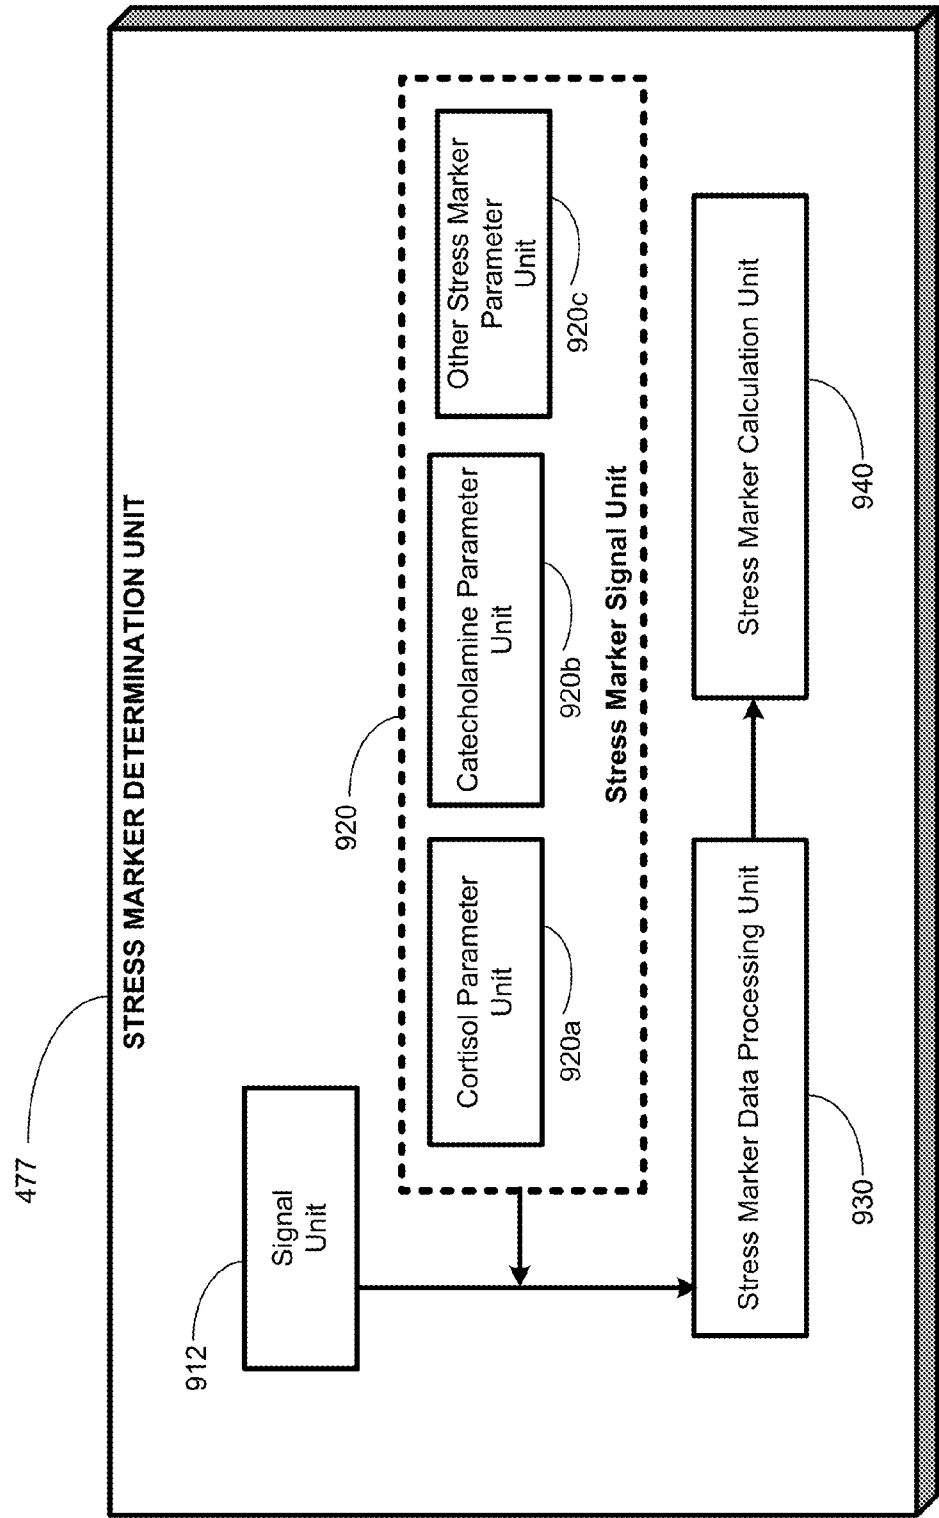 477
STRESS MARKER DETERMINATION UNIT
912
Signal
Unit
920
Cortisol Parameter
Unit
920a
Catecholamine Parameter
Unit
920b
Other Stress Marker
Parameter
Unit
920c
Stress Marker Signal Unit
Stress Marker Data Processing Unit
930
Stress Marker Calculation Unit
940